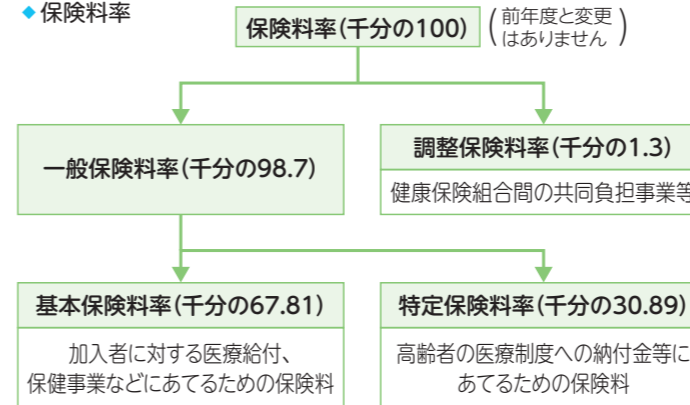 ◆保険料率
保険料率(千分の100)
(前年度と変更
はありません)
一般保険料率(千分の98.7)
調整保険料率(千分の1.3)
健康保険組合間の共同負担事業等
基本保険料率(千分の67.81)
加入者に対する医療給付、
保健事業などにあてるための保険料
特定保険料率(千分の30.89)
高齢者の医療制度への納付金等に
あてるための保険料